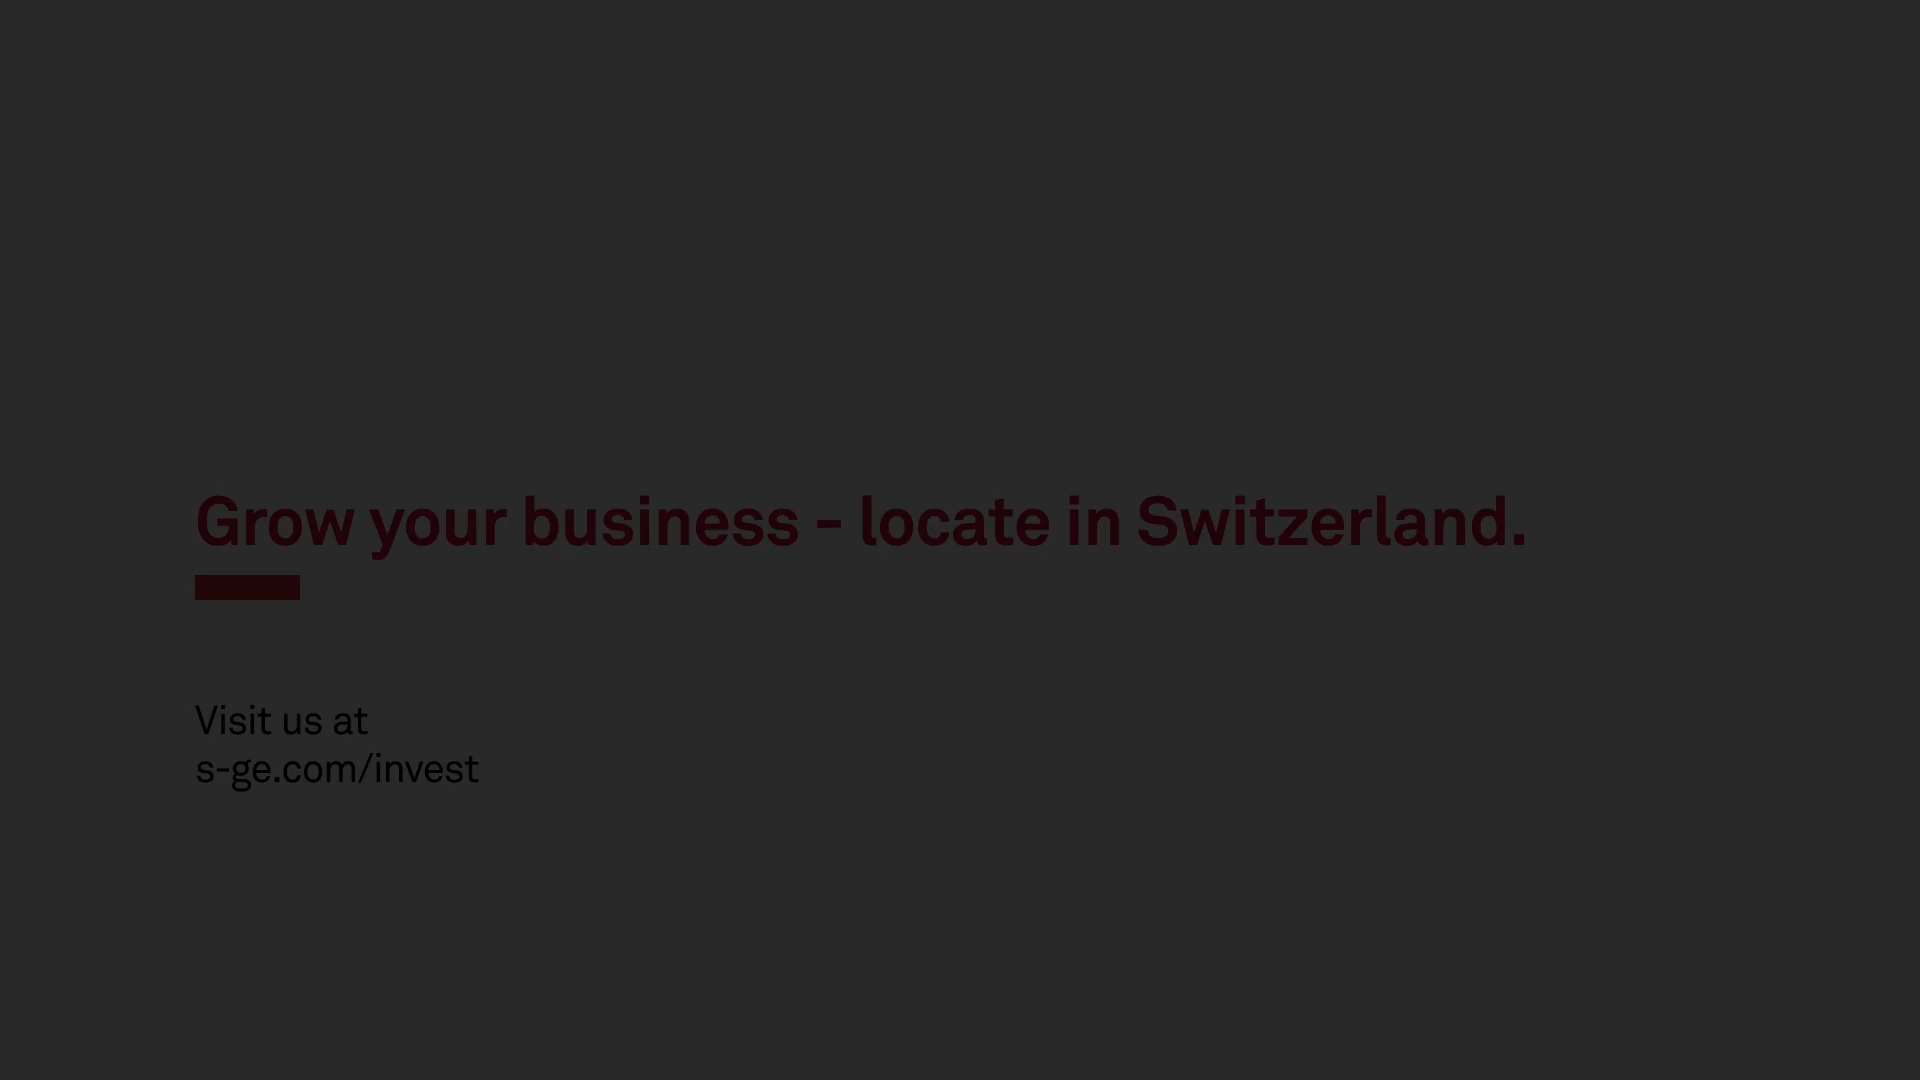 Grow your business - locate in Switzerland.
Visit us at
s-ge.com/invest